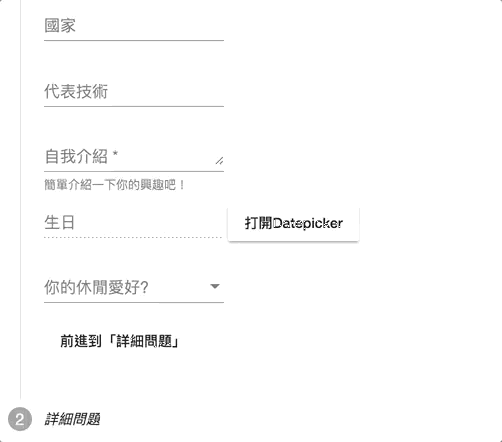 國家
代表技術
自我介紹 *
簡單介紹一下你的興趣吧！
生日
打開Datepicker
你的休閒愛好?
前進到「詳細問題」
2 詳細問題